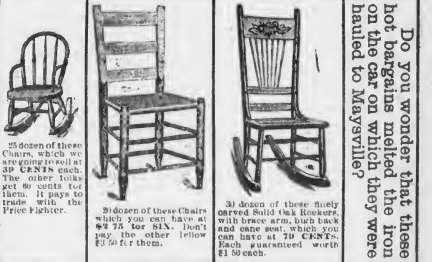 25 dozen of these
Chairs, which we
are going to sell at
39 CENTS each.
The other folks
get 60 cents for
them. It pays to
trade with the
Price Fighter.
20 dozen of these Chairs
which you can have at
$2 75 for SIX. Don't
pay the other fellow
$3 50 for them.
30 dozen of these finely
carved Solid Oak Rockers,
with brace arm, high back
and cane seat, which you
can have at 79 CENTS.
Each guaranteed worth
$1 50 each.
Do you wonder that these
hot bargains melted the iron
on the car on which they were
hauled to Maysville?